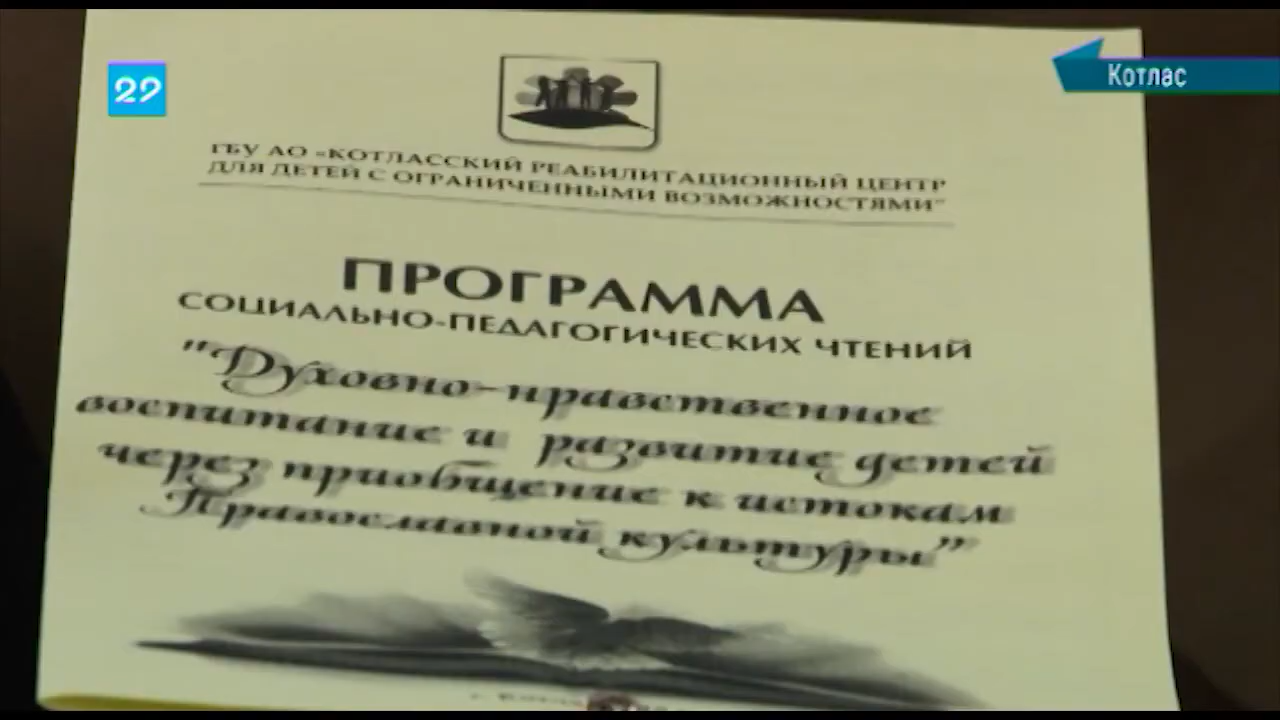 29
Котлас
ГБУ АО «КОТЛАССКИЙ РЕАБИЛИТАЦИОННЫЙ ЦЕНТР
ДЛЯ ДЕТЕЙ С ОГРАНИЧЕННЫМИ ВОЗМОЖНОСТЯМИ"
ПРОГРАММА
СОЦИАЛЬНО-ПЕДАГОГИЧЕСКИХ ЧТЕНИЙ
"Духовно-нравственное
воспитание и развитие детей
через приобщение к истокам
Православной культуры"